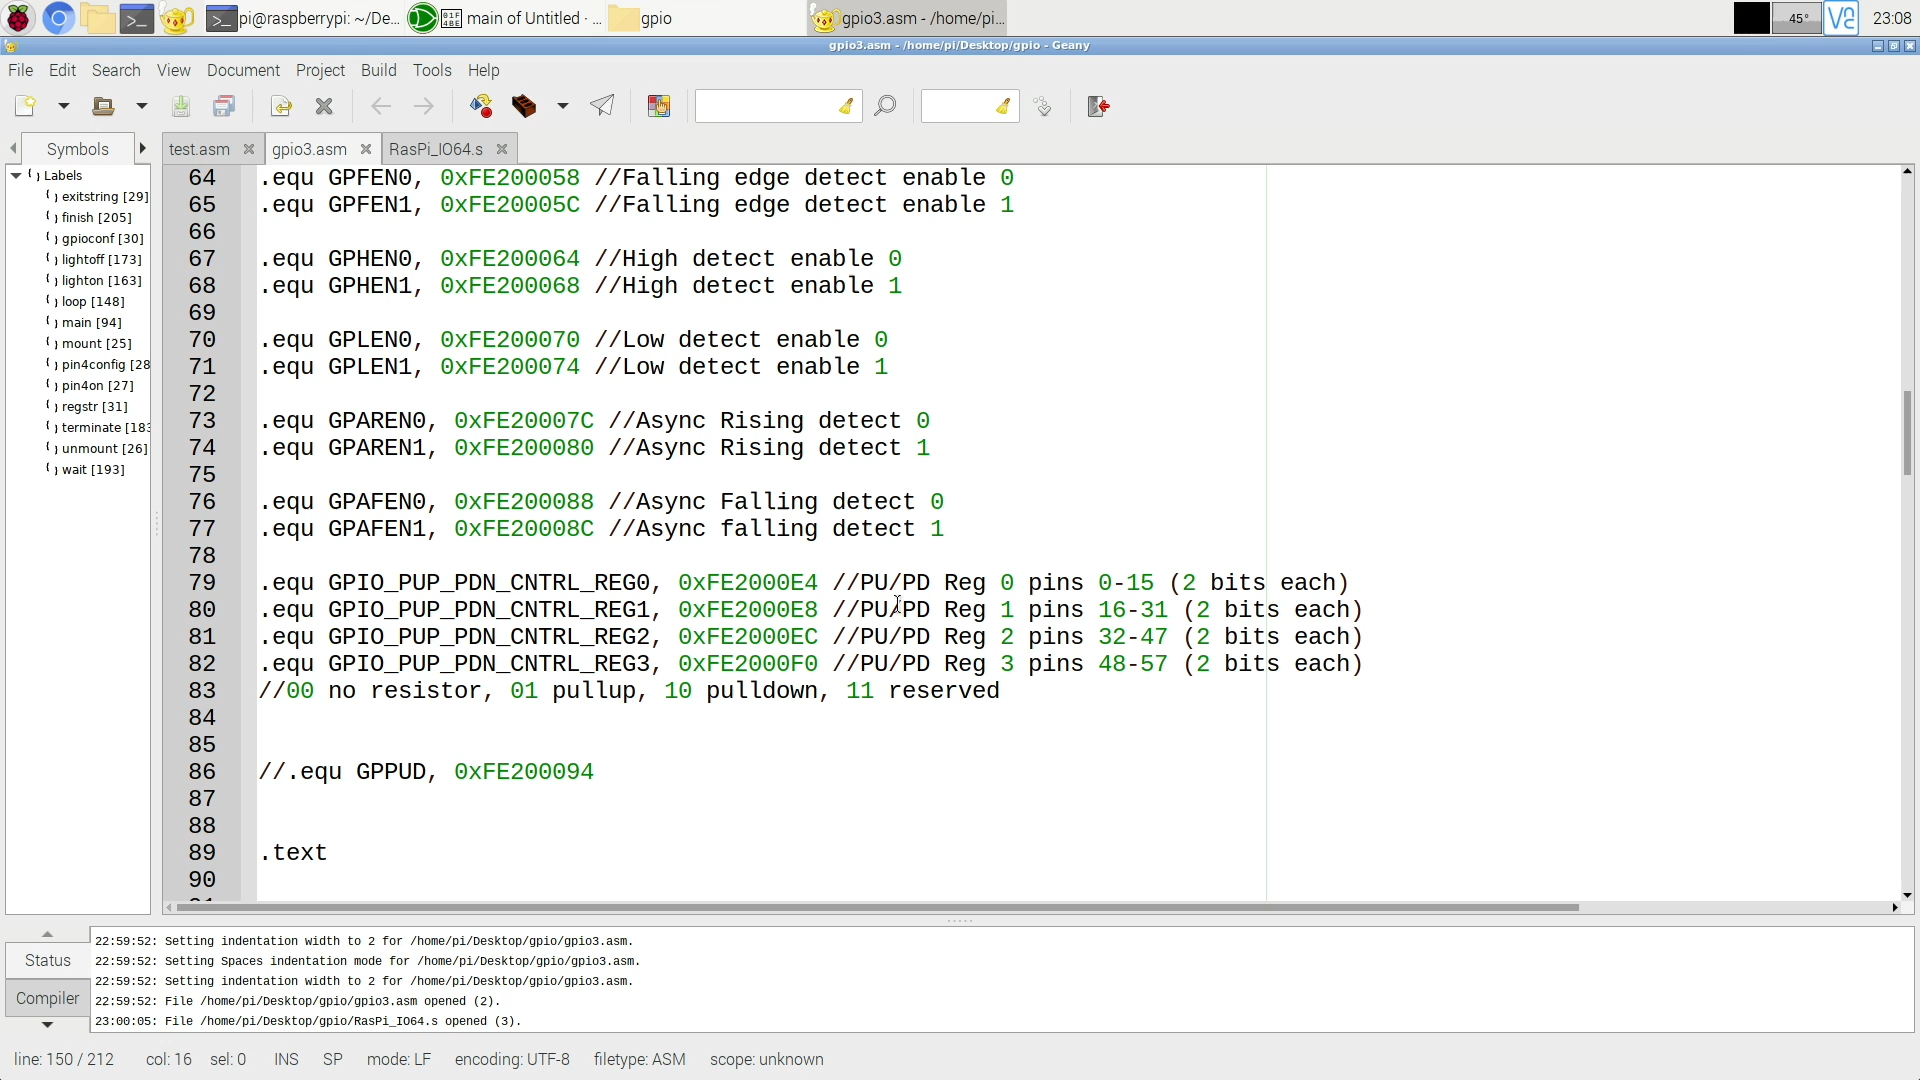 pi@raspberrypi: ~/De...
main of Untitled · ...
gpio
gpio3.asm - /home/pi...
45°
23:08
gpio3.asm - /home/pi/Desktop/gpio - Geany
File Edit Search View Document Project Build Tools Help
Symbols
test.asm
gpio3.asm
RasPi_IO64.s
Labels
exitstring [29]
finish [205]
gpioconf [30]
lightoff [173]
lighton [163]
loop [148]
main [94]
mount [25]
pin4config [28
pin4on [27]
regstr [31]
terminate [183
unmount [26]
wait [193]
64 .equ GPFEN0, 0xFE200058 //Falling edge detect enable 0
65 .equ GPFEN1, 0xFE20005C //Falling edge detect enable 1
66
67 .equ GPHEN0, 0xFE200064 //High detect enable 0
68 .equ GPHEN1, 0xFE200068 //High detect enable 1
69
70 .equ GPLEN0, 0xFE200070 //Low detect enable 0
71 .equ GPLEN1, 0xFE200074 //Low detect enable 1
72
73 .equ GPAREN0, 0xFE20007C //Async Rising detect 0
74 .equ GPAREN1, 0xFE200080 //Async Rising detect 1
75
76 .equ GPAFEN0, 0xFE200088 //Async Falling detect 0
77 .equ GPAFEN1, 0xFE20008C //Async falling detect 1
78
79 .equ GPIO_PUP_PDN_CNTRL_REG0, 0xFE2000E4 //PU/PD Reg 0 pins 0-15 (2 bits each)
80 .equ GPIO_PUP_PDN_CNTRL_REG1, 0xFE2000E8 //PU/PD Reg 1 pins 16-31 (2 bits each)
81 .equ GPIO_PUP_PDN_CNTRL_REG2, 0xFE2000EC //PU/PD Reg 2 pins 32-47 (2 bits each)
82 .equ GPIO_PUP_PDN_CNTRL_REG3, 0xFE2000F0 //PU/PD Reg 3 pins 48-57 (2 bits each)
83 //00 no resistor, 01 pullup, 10 pulldown, 11 reserved
84
85
86 //.equ GPPUD, 0xFE200094
87
88
89 .text
90
Status
Compiler
22:59:52: Setting indentation width to 2 for /home/pi/Desktop/gpio/gpio3.asm.
22:59:52: Setting Spaces indentation mode for /home/pi/Desktop/gpio/gpio3.asm.
22:59:52: Setting indentation width to 2 for /home/pi/Desktop/gpio/gpio3.asm.
22:59:52: File /home/pi/Desktop/gpio/gpio3.asm opened (2).
23:00:05: File /home/pi/Desktop/gpio/RasPi_IO64.s opened (3).
line: 150 / 212 col: 16 sel: 0 INS SP mode: LF encoding: UTF-8 filetype: ASM scope: unknown